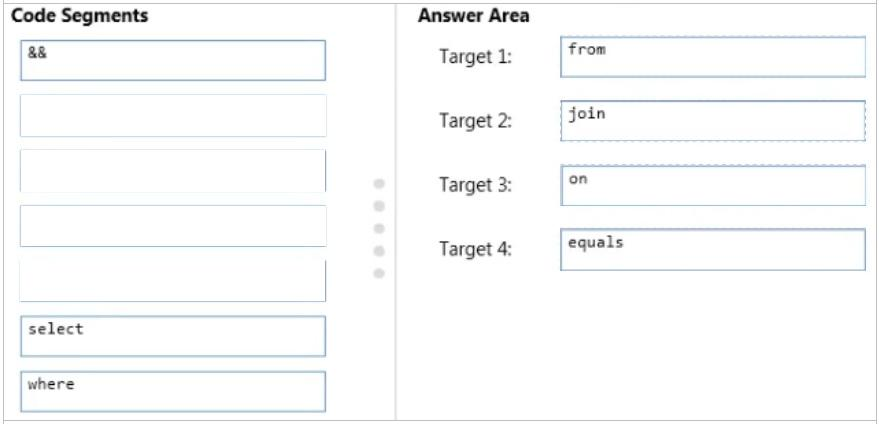 Code Segments
&&
select
where
Answer Area
Target 1: from
Target 2: join
Target 3: on
Target 4: equals